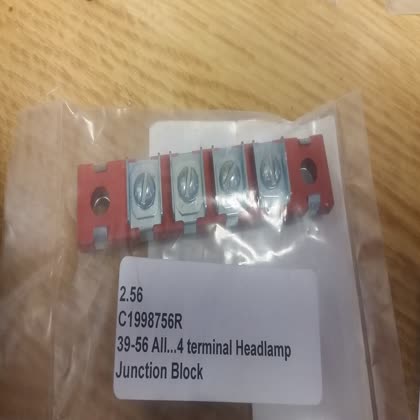 2.56
C1998756R
39-56 All...4 terminal Headlamp
Junction Block